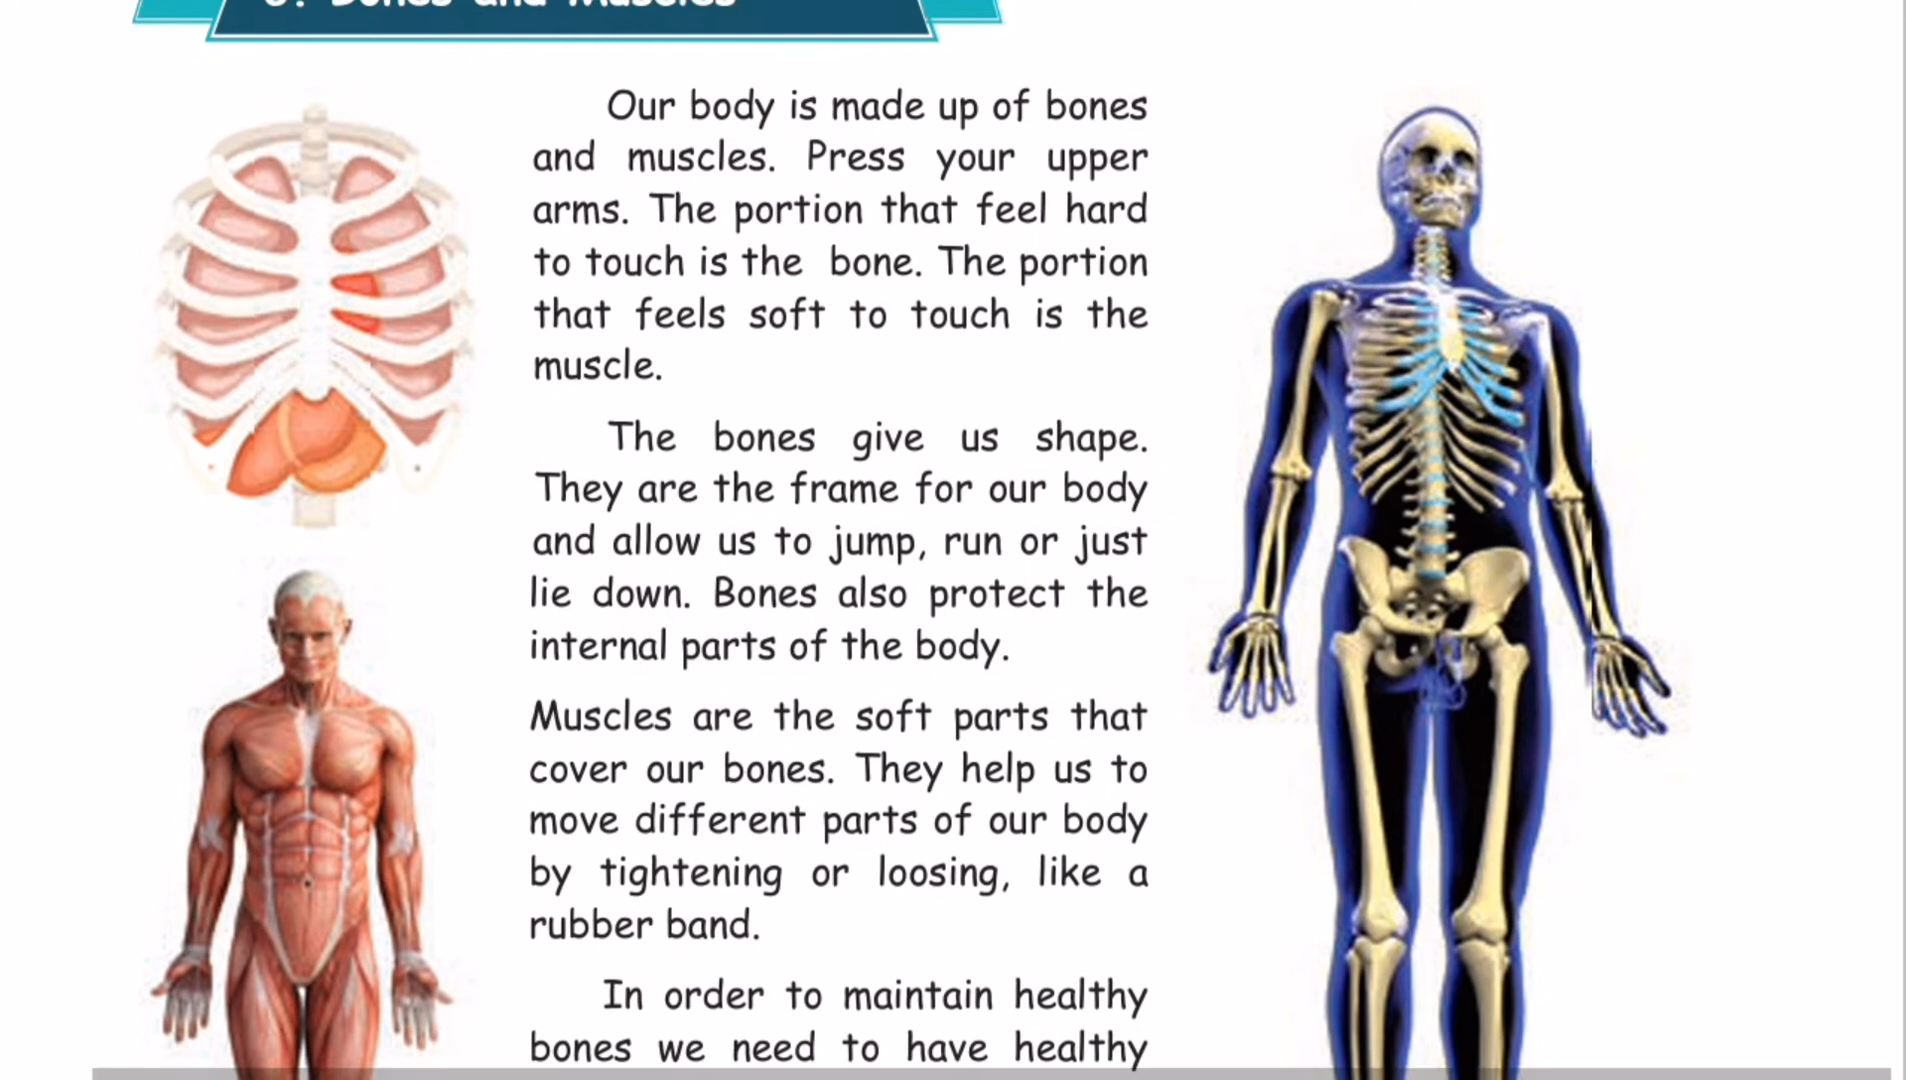 Bones and Muscles
Our body is made up of bones
and muscles. Press your upper
arms. The portion that feel hard
to touch is the bone. The portion
that feels soft to touch is the
muscle.
The bones give us shape.
They are the frame for our body
and allow us to jump, run or just
lie down. Bones also protect the
internal parts of the body.
Muscles are the soft parts that
cover our bones. They help us to
move different parts of our body
by tightening or loosing, like a
rubber band.
In order to maintain healthy
bones we need to have healthy